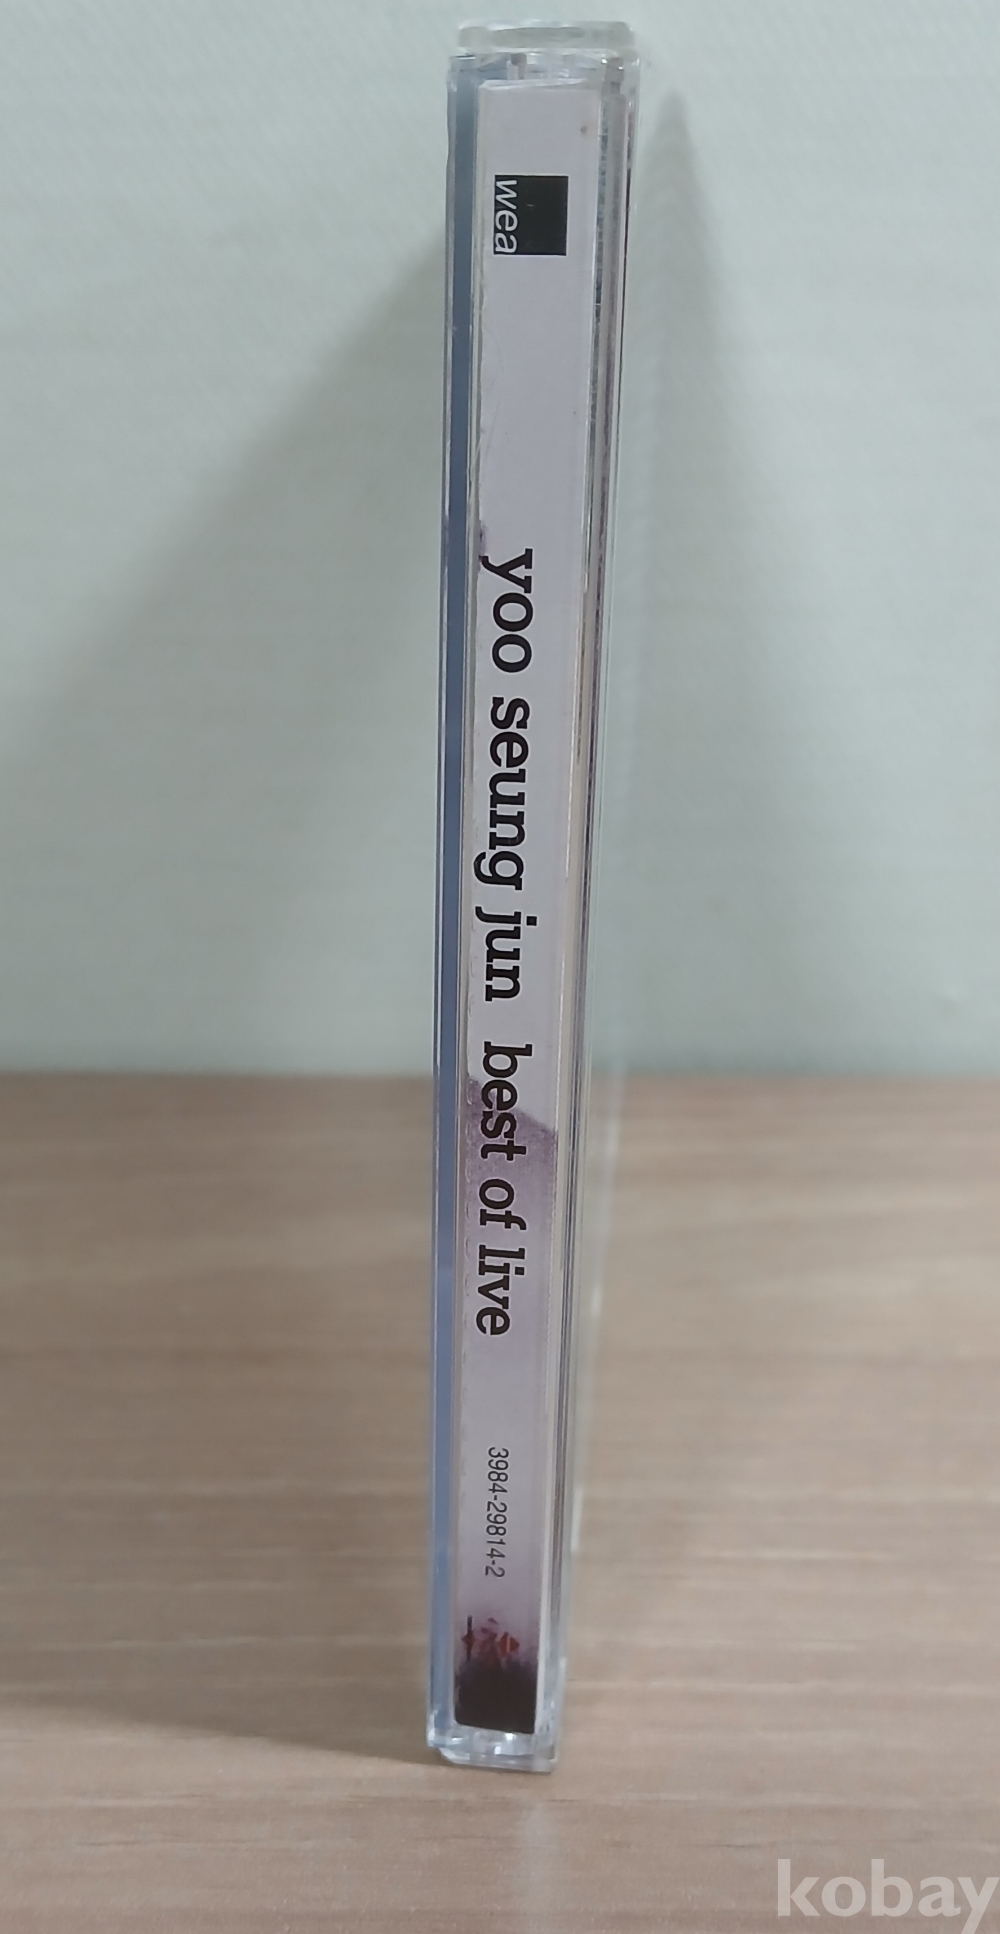 wea
yoo seung jun best of live
3984-29814-2
kobay